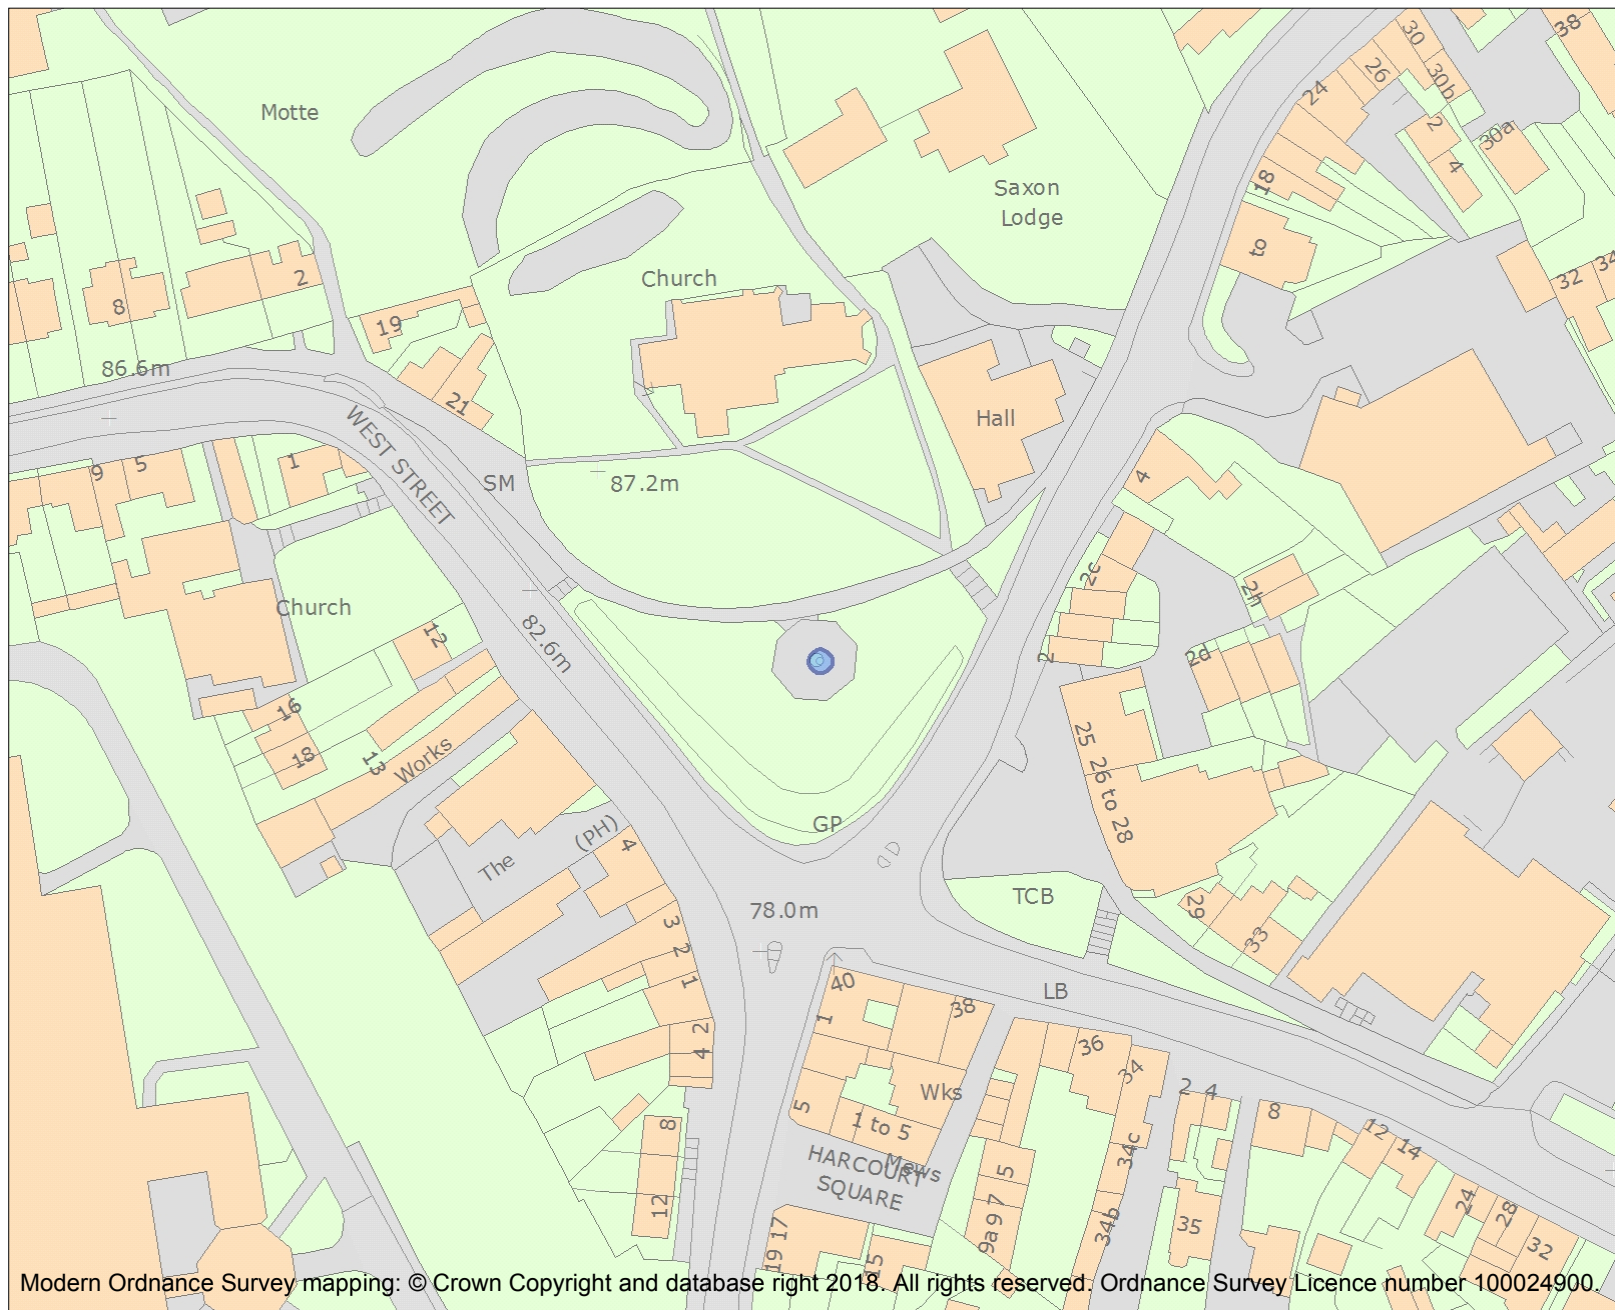 38
30
26
30b
24
Motte
2
30a
4
18
Saxon
Lodge
to
Church
2
32
34
8
19
86.6m
21
Hall
WEST STREET
9
5
1
SM
87.2m
4
2c
2h
Church
12
82.6m
2
2d
16
18
13
Works
25
26 to 28
GP
The
(PH)
4
TCB
78.0m
29
33
3
2
1
40
38
LB
1
2
4
36
34
Wks
5
1 to 5
Mews
HARCOURT
SQUARE
2
4
8
12
14
8
34c
5
12
7
9
9a
34b
35
24
28
32
17
19
15
Modern Ordnance Survey mapping: © Crown Copyright and database right 2018. All rights reserved. Ordnance Survey Licence number 100024900.